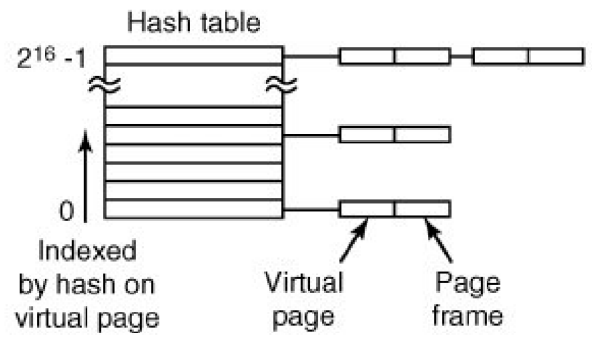 Hash table
2¹⁶ -1
0
Indexed
by hash on
virtual page
Virtual
page
Page
frame